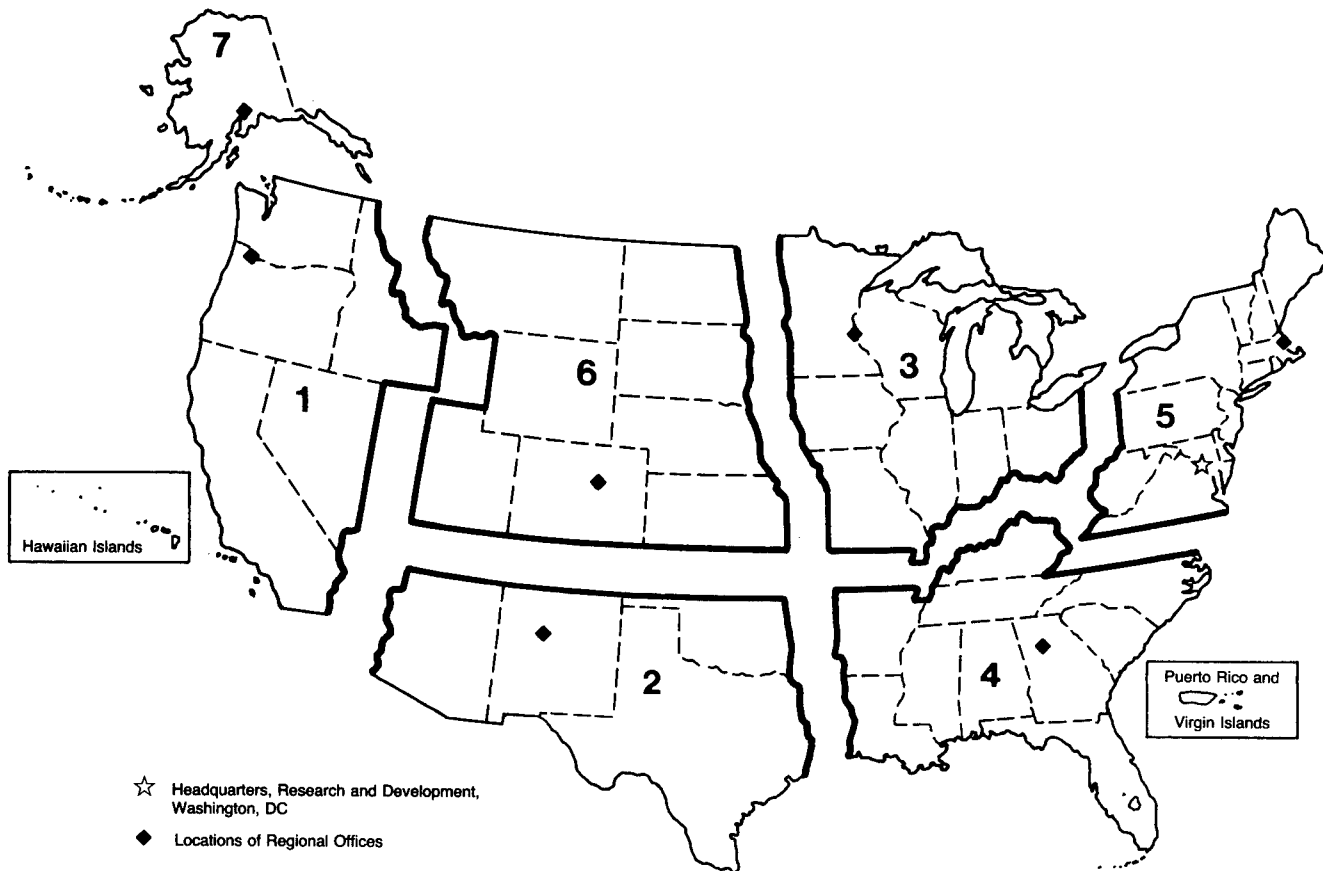 7
3
6
1
5
Hawaiian Islands
2
4
Puerto Rico and
Virgin Islands
Headquarters, Research and Development,
Washington, DC
Locations of Regional Offices